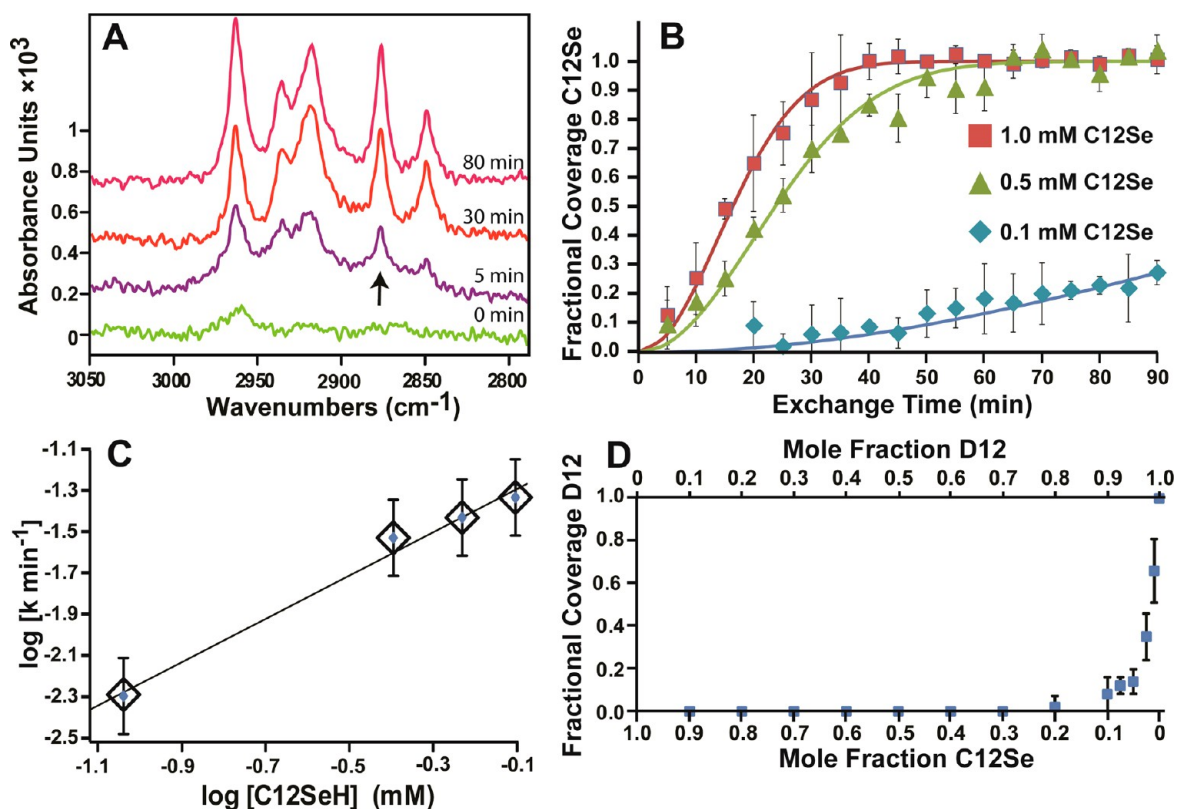 A
Absorbance Units ×10³
1
0.8
0.6
0.4
0.2
0
80 min
30 min
5 min
0 min
3050 3000 2950 2900 2850 2800
Wavenumbers (cm⁻¹)
B
Fractional Coverage C12Se
1.0
0.9
0.8
0.7
0.6
0.5
0.4
0.3
0.2
0.1
0.0
1.0 mM C12Se
0.5 mM C12Se
0.1 mM C12Se
0 10 20 30 40 50 60 70 80 90
Exchange Time (min)
C
log [k min⁻¹]
-1.1
-1.3
-1.5
-1.7
-1.9
-2.1
-2.3
-2.5
-1.1 -0.9 -0.7 -0.5 -0.3 -0.1
log [C12SeH] (mM)
D
Mole Fraction D12
0 0.1 0.2 0.3 0.4 0.5 0.6 0.7 0.8 0.9 1.0
Fractional Coverage D12
1.0
0.8
0.6
0.4
0.2
0.0
1.0 0.9 0.8 0.7 0.6 0.5 0.4 0.3 0.2 0.1 0
Mole Fraction C12Se